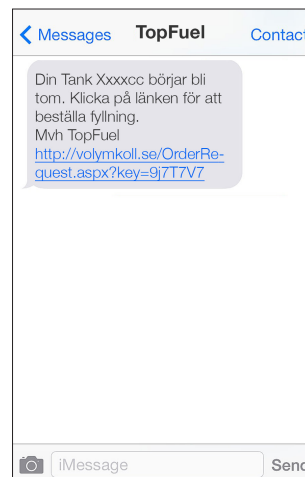 Messages TopFuel Contact
Din Tank Xxxxcc börjar bli
tom. Klicka på länken för att
beställa fyllning.
Mvh TopFuel
http://volymkoll.se/OrderRe-
quest.aspx?key=9j7T7V7
iMessage Send